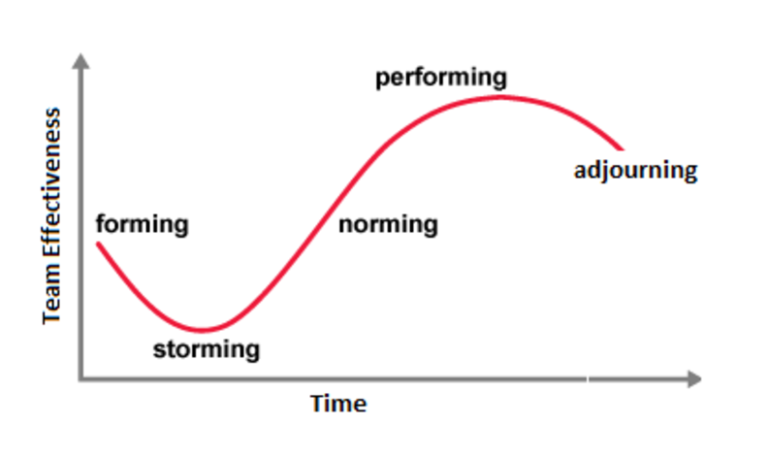 performing
adjourning
forming
norming
storming
Team Effectiveness
Time